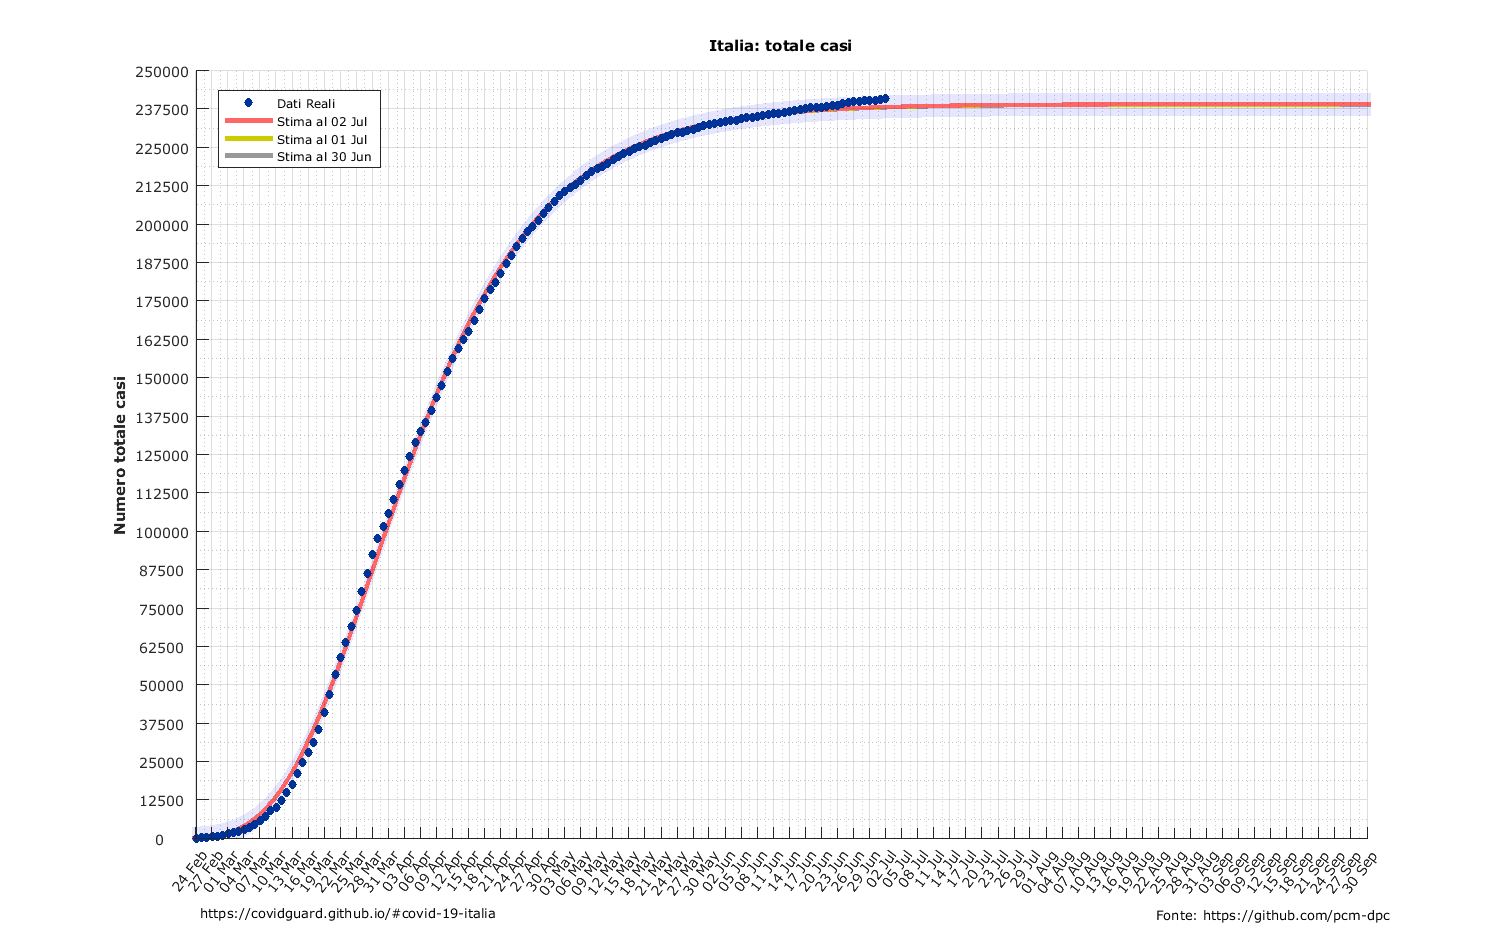 Italia: totale casi
250000
237500
225000
212500
200000
187500
175000
162500
150000
137500
125000
112500
100000
87500
75000
62500
50000
37500
25000
12500
0
Numero totale casi
Dati Reali
Stima al 02 Jul
Stima al 01 Jul
Stima al 30 Jun
24 Feb
27 Feb
01 Mar
04 Mar
07 Mar
10 Mar
13 Mar
16 Mar
19 Mar
22 Mar
25 Mar
28 Mar
31 Mar
03 Apr
06 Apr
09 Apr
12 Apr
15 Apr
18 Apr
21 Apr
24 Apr
27 Apr
30 Apr
03 May
06 May
09 May
12 May
15 May
18 May
21 May
24 May
27 May
30 May
02 Jun
05 Jun
08 Jun
11 Jun
14 Jun
17 Jun
20 Jun
23 Jun
26 Jun
29 Jun
02 Jul
05 Jul
08 Jul
11 Jul
14 Jul
17 Jul
20 Jul
23 Jul
26 Jul
29 Jul
01 Aug
04 Aug
07 Aug
10 Aug
13 Aug
16 Aug
19 Aug
22 Aug
25 Aug
28 Aug
31 Aug
03 Sep
06 Sep
09 Sep
12 Sep
15 Sep
18 Sep
21 Sep
24 Sep
27 Sep
30 Sep
https://covidguard.github.io/#covid-19-italia
Fonte: https://github.com/pcm-dpc